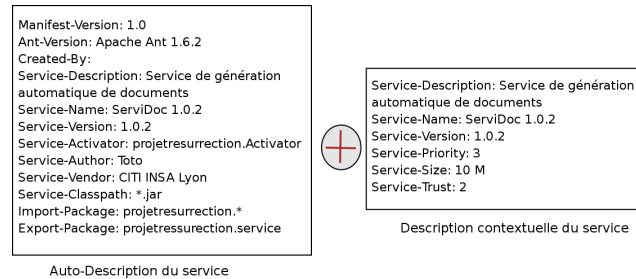 Manifest-Version: 1.0
Ant-Version: Apache Ant 1.6.2
Created-By:
Service-Description: Service de génération
automatique de documents
Service-Name: ServiDoc 1.0.2
Service-Version: 1.0.2
Service-Activator: projetresurrection.Activator
Service-Author: Toto
Service-Vendor: CITI INSA Lyon
Service-Classpath: *.jar
Import-Package: projetresurrection.*
Export-Package: projetressurection.service
Auto-Description du service
Service-Description: Service de génération
automatique de documents
Service-Name: ServiDoc 1.0.2
Service-Version: 1.0.2
Service-Priority: 3
Service-Size: 10 M
Service-Trust: 2
Description contextuelle du service